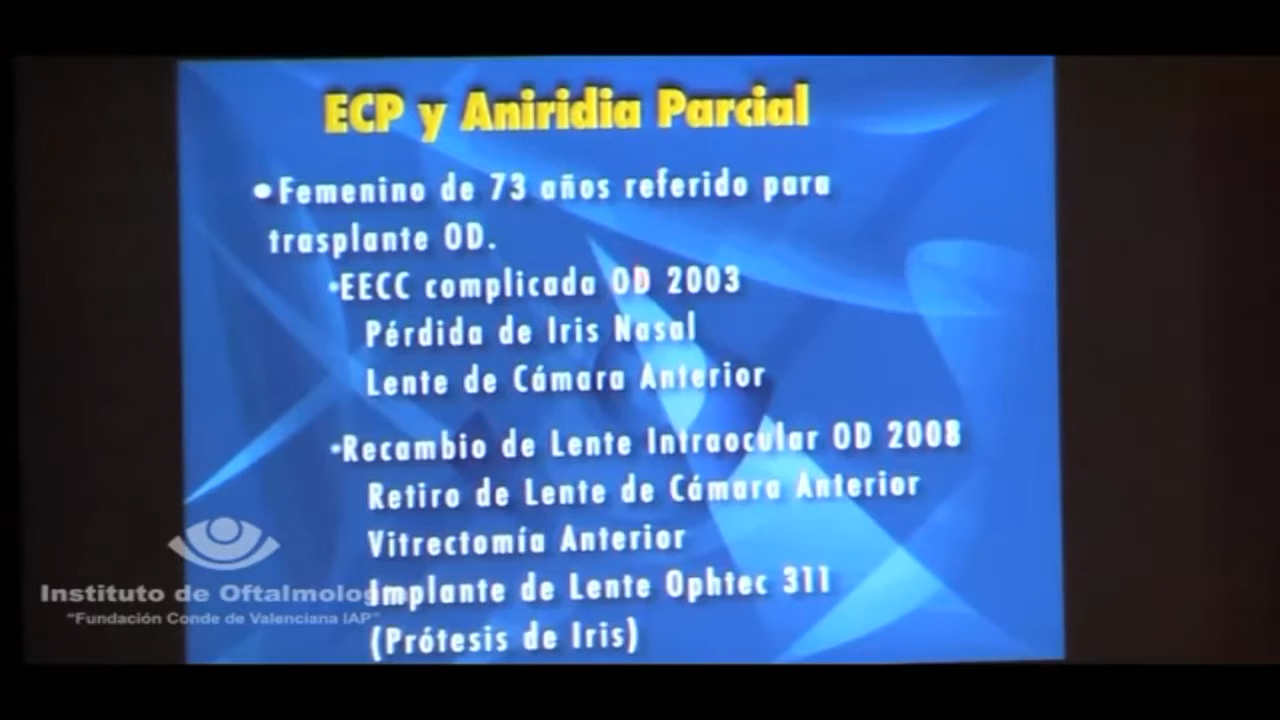 ECP y Aniridia Parcial
•Femenino de 73 años referido para
trasplante OD.
•EECC complicada OD 2003
Pérdida de Iris Nasal
Lente de Cámara Anterior
•Recambio de Lente Intraocular OD 2008
Retiro de Lente de Cámara Anterior
Vitrectomía Anterior
Implante de Lente Ophtec 311
(Prótesis de Iris)
Instituto de Oftalmolog
"Fundación Conde de Valenciana IAP"